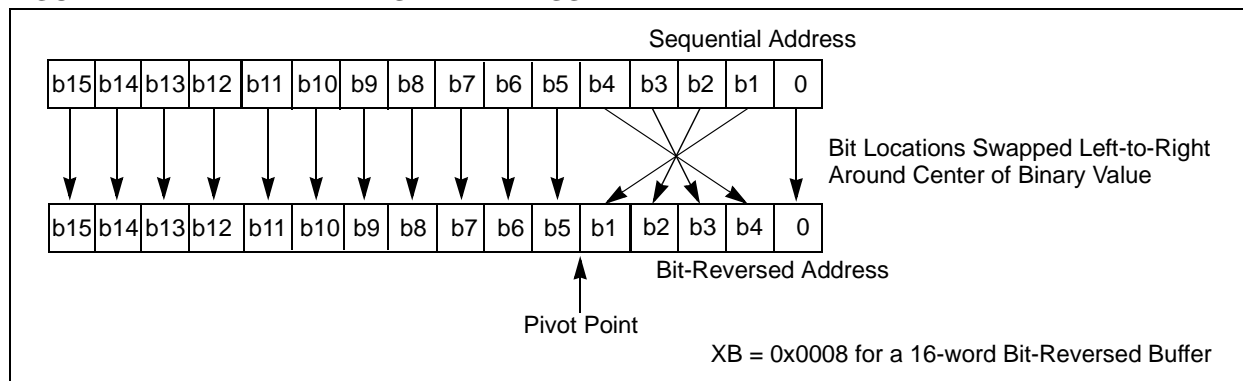 Sequential Address
b15 b14 b13 b12 b11 b10 b9 b8 b7 b6 b5 b4 b3 b2 b1 0
Bit Locations Swapped Left-to-Right
Around Center of Binary Value
b15 b14 b13 b12 b11 b10 b9 b8 b7 b6 b5 b1 b2 b3 b4 0
Bit-Reversed Address
Pivot Point
XB = 0x0008 for a 16-word Bit-Reversed Buffer